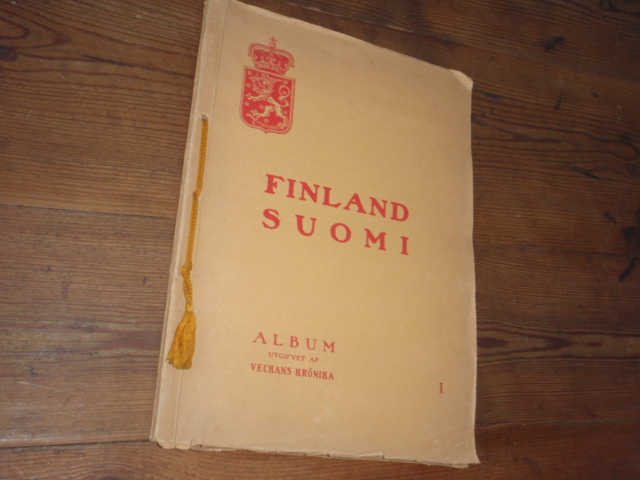 FINLAND
SUOMI
ALBUM
UTGIFVET AF
VECKANS KRÖNIKA
I